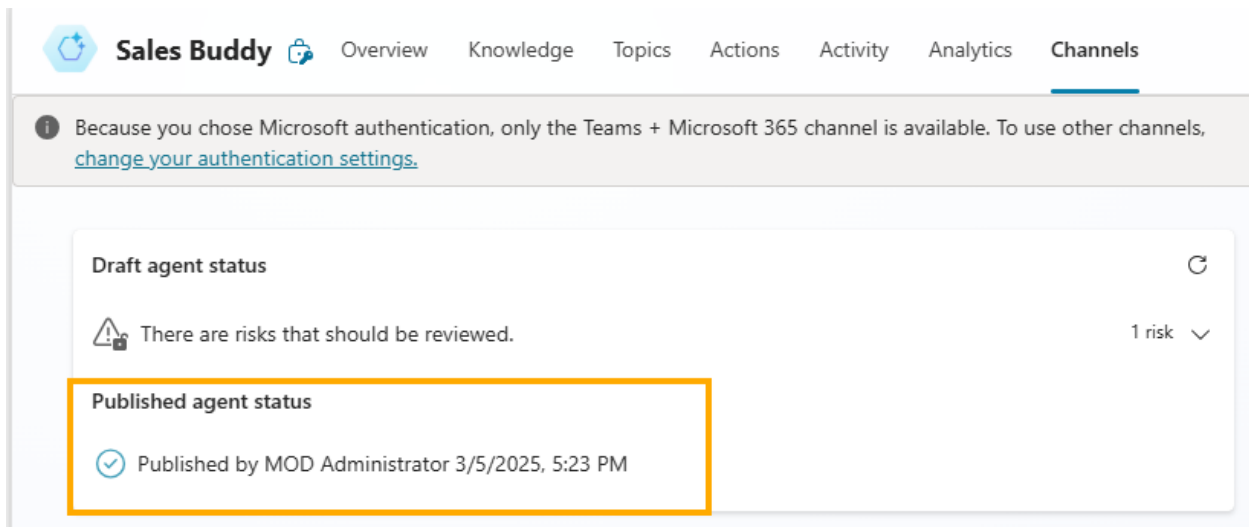 Sales Buddy Overview Knowledge Topics Actions Activity Analytics Channels
Because you chose Microsoft authentication, only the Teams + Microsoft 365 channel is available. To use other channels,
change your authentication settings.
Draft agent status
There are risks that should be reviewed. 1 risk
Published agent status
Published by MOD Administrator 3/5/2025, 5:23 PM